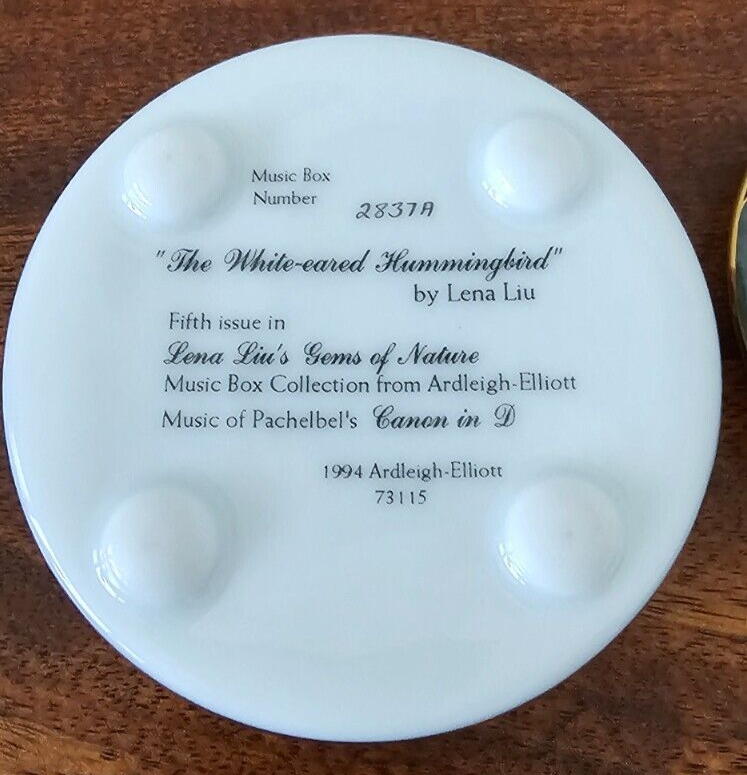 Music Box
Number 2837A
"The White-eared Hummingbird"
by Lena Liu
Fifth issue in
Lena Liu's Gems of Nature
Music Box Collection from Ardleigh-Elliott
Music of Pachelbel's Canon in D
1994 Ardleigh-Elliott
73115